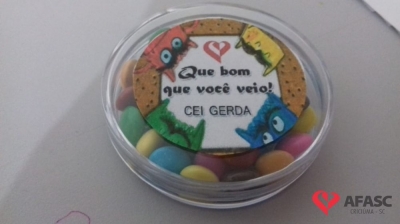 Que bom
que você veio!
CEI GERDA
AFASC
CRICIÚMA - SC